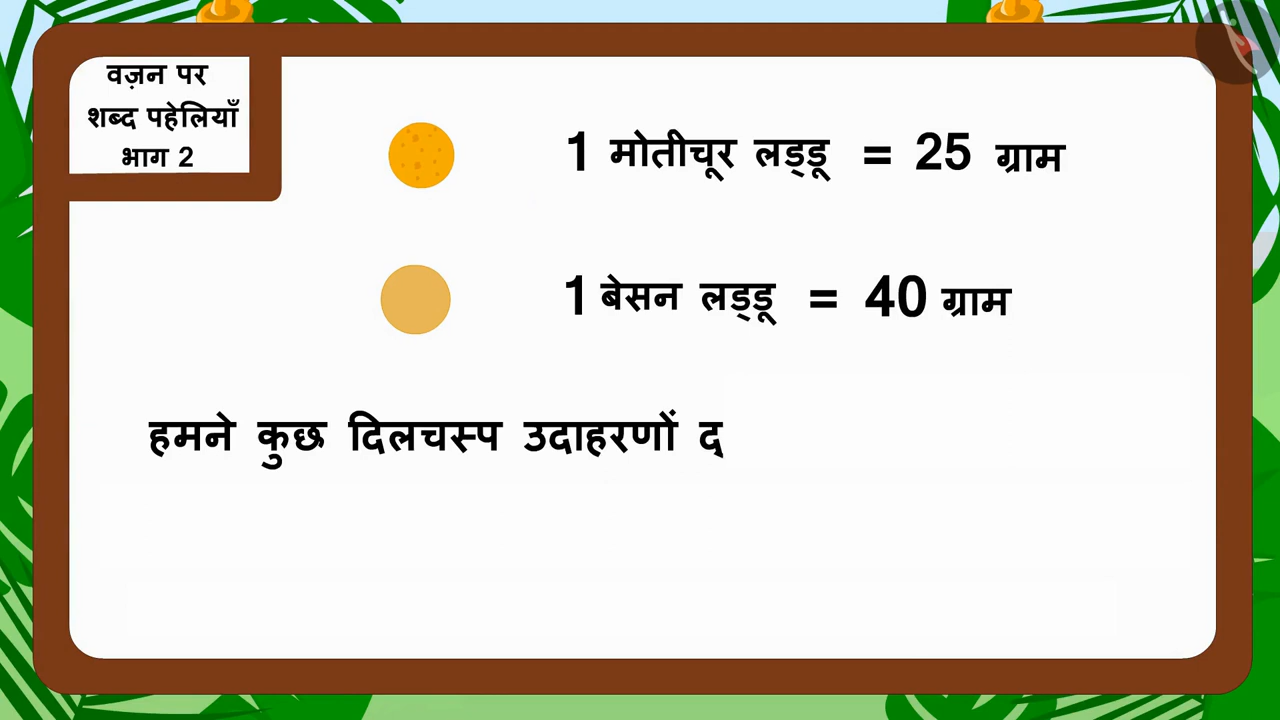 वज़न पर
शब्द पहेलियाँ
भाग 2
1 मोतीचूर लड्डू = 25 ग्राम
1 बेसन लड्डू = 40 ग्राम
हमने कुछ दिलचस्प उदाहरणों द